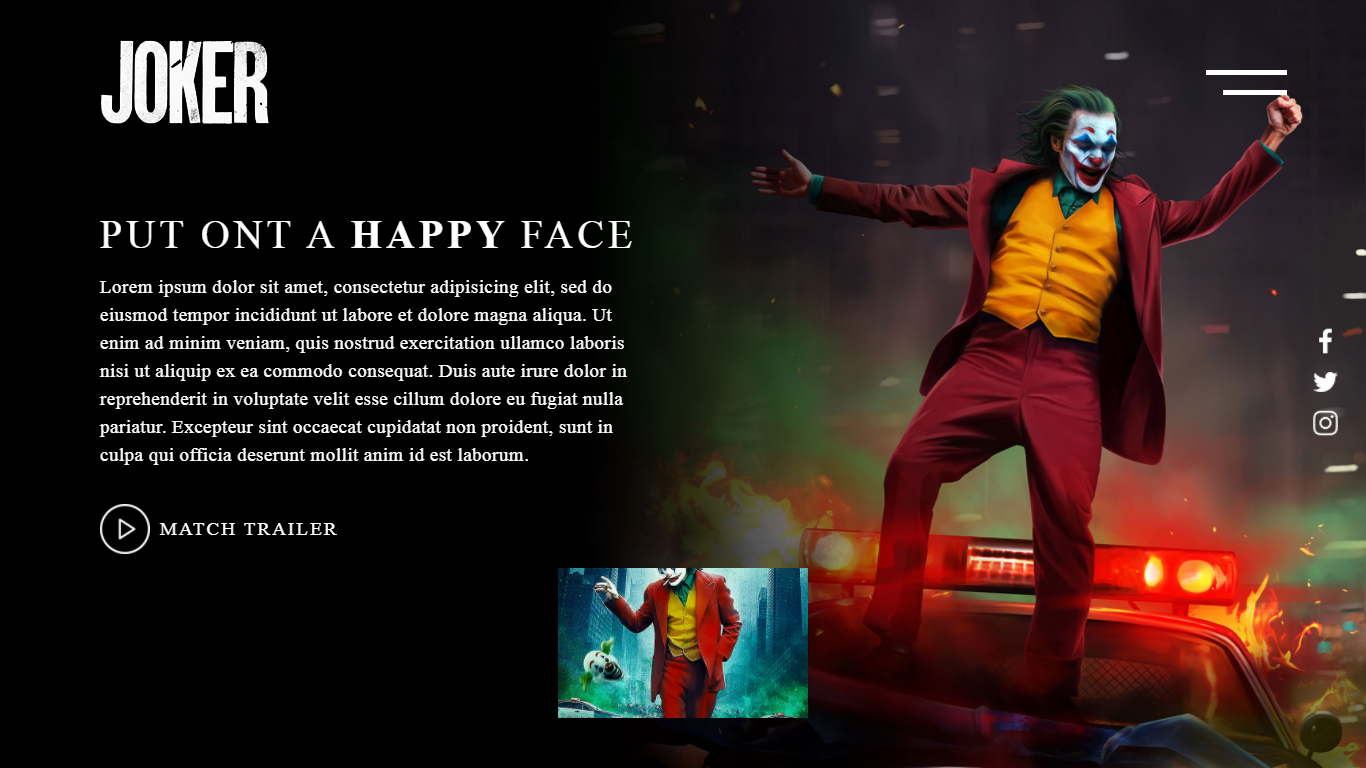 JOKER
PUT ONT A HAPPY FACE
Lorem ipsum dolor sit amet, consectetur adipisicing elit, sed do
eiusmod tempor incididunt ut labore et dolore magna aliqua. Ut
enim ad minim veniam, quis nostrud exercitation ullamco laboris
nisi ut aliquip ex ea commodo consequat. Duis aute irure dolor in
reprehenderit in voluptate velit esse cillum dolore eu fugiat nulla
pariatur. Excepteur sint occaecat cupidatat non proident, sunt in
culpa qui officia deserunt mollit anim id est laborum.
MATCH TRAILER